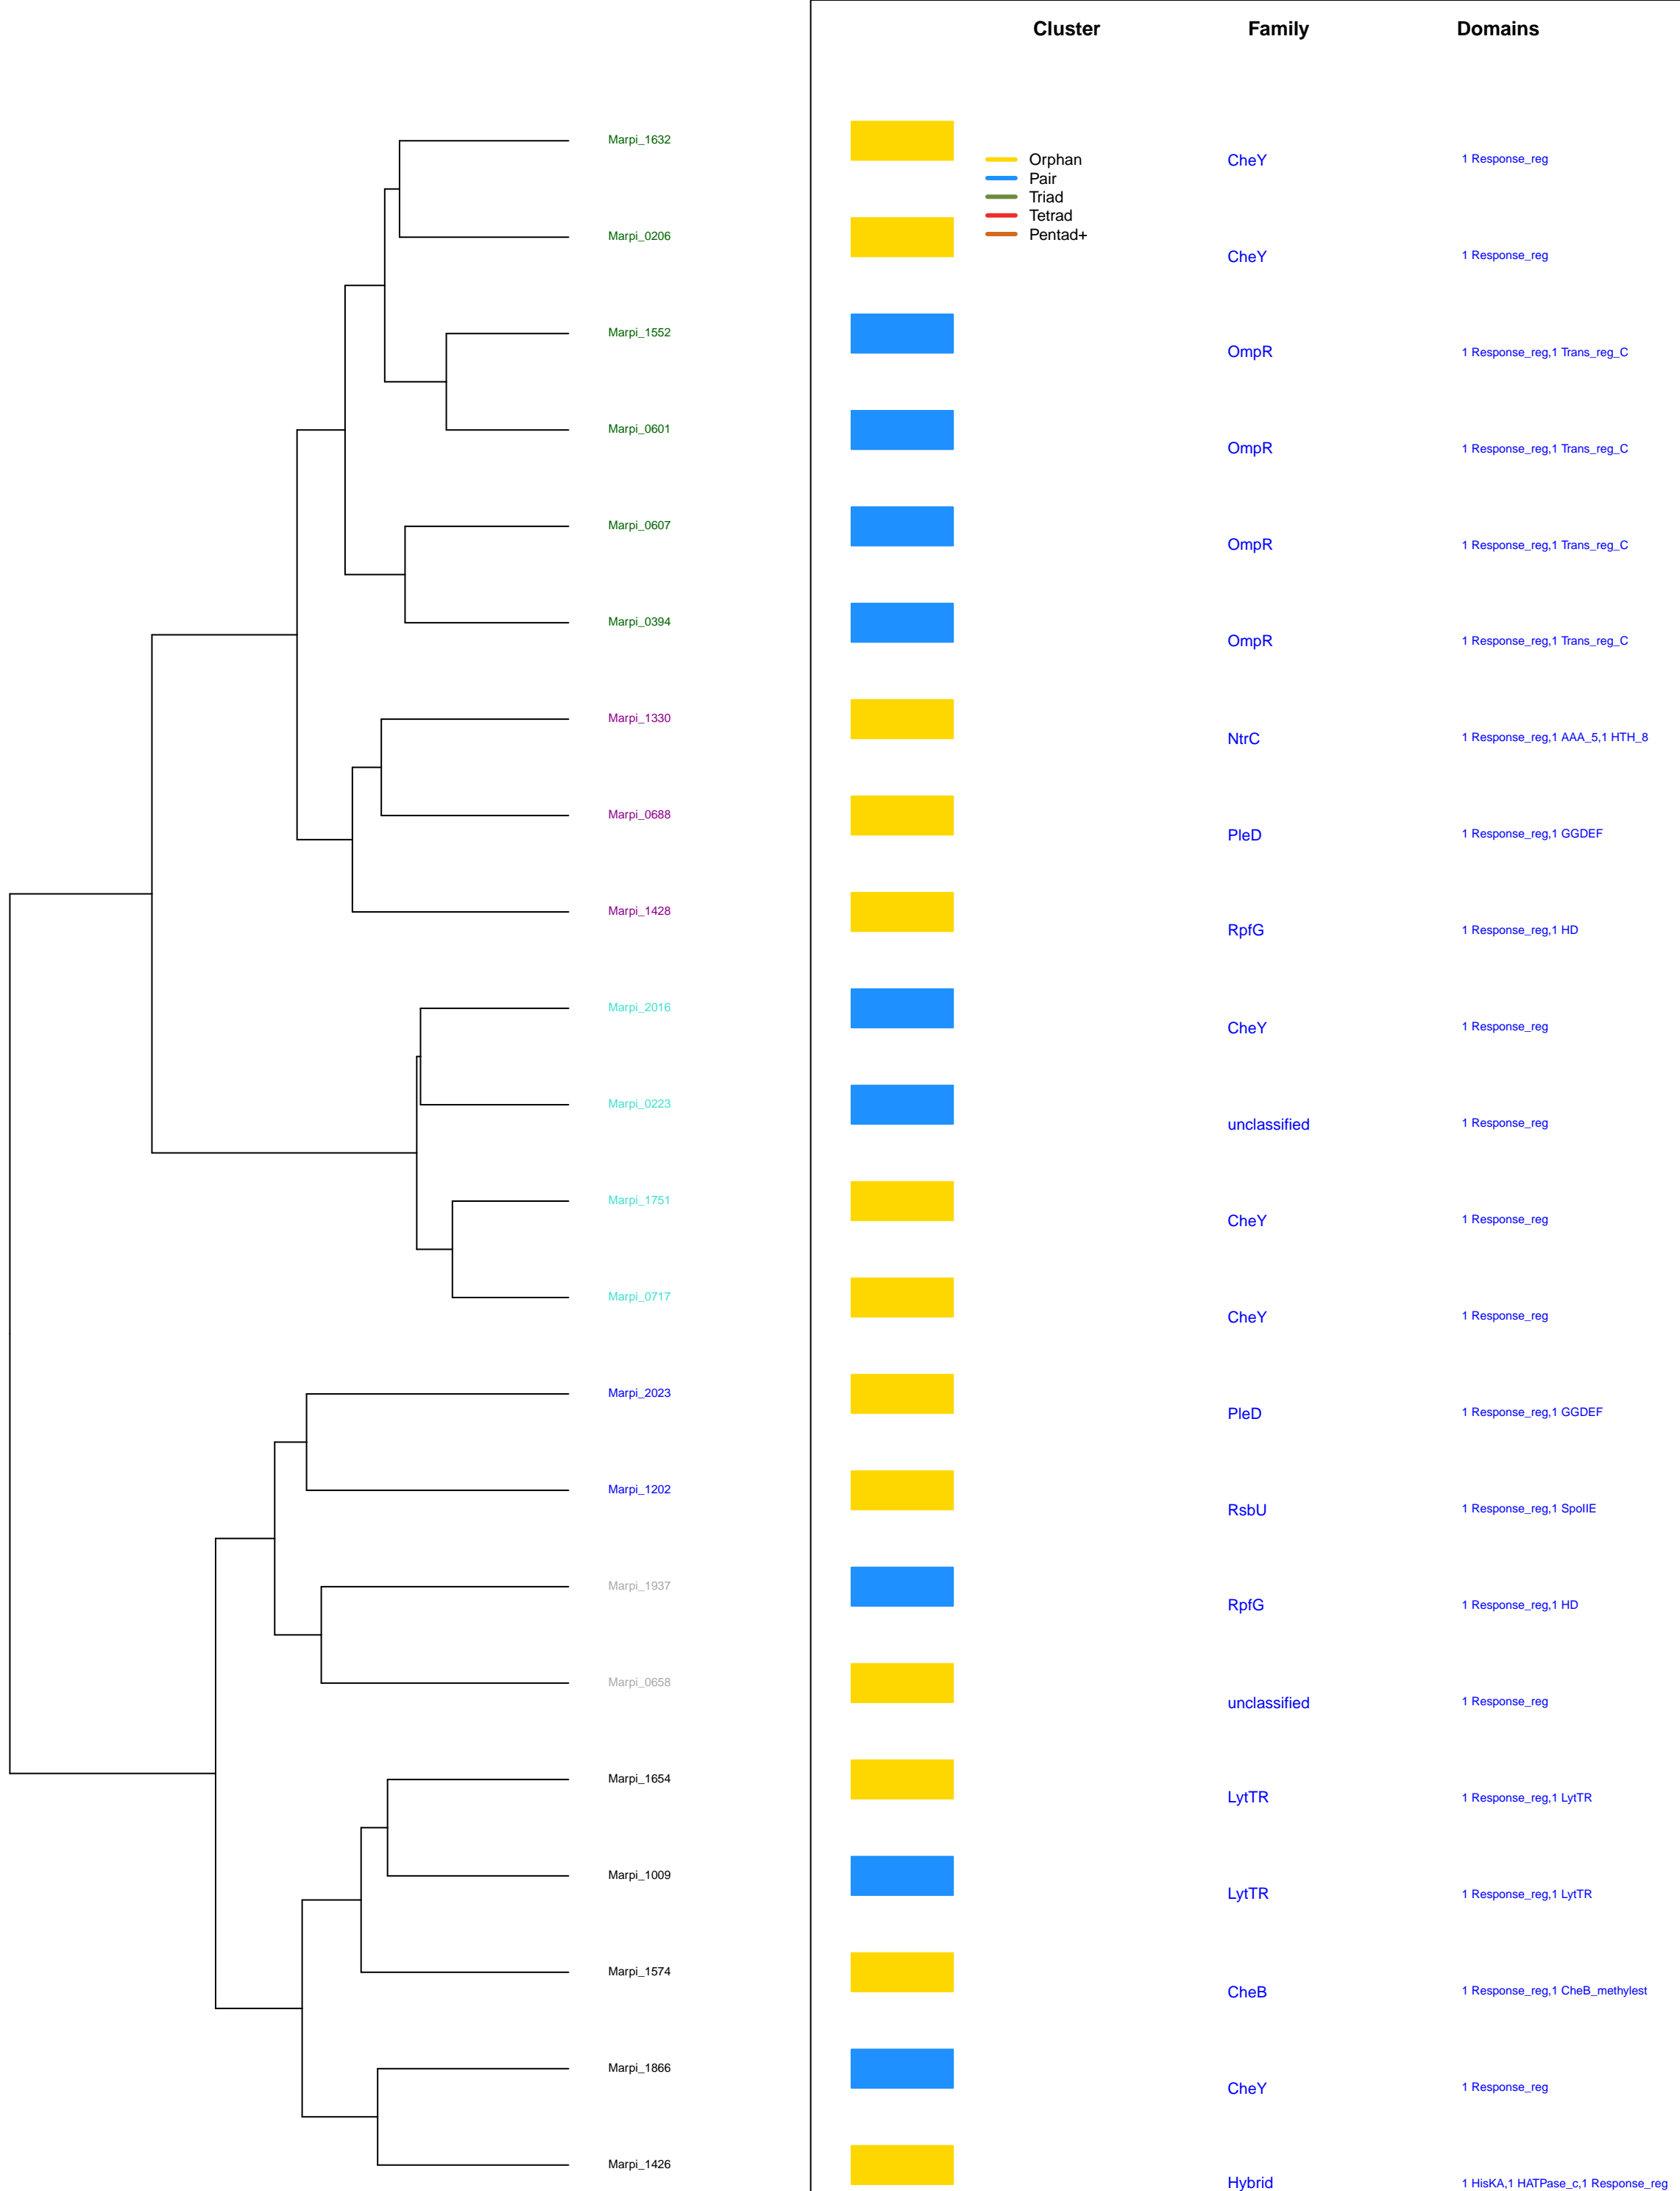 Cluster Family Domains
Marpi_1632 CheY 1 Response_reg
Orphan
Pair
Triad
Tetrad
Pentad+
Marpi_0206 CheY 1 Response_reg
Marpi_1552 OmpR 1 Response_reg,1 Trans_reg_C
Marpi_0601 OmpR 1 Response_reg,1 Trans_reg_C
Marpi_0607 OmpR 1 Response_reg,1 Trans_reg_C
Marpi_0394 OmpR 1 Response_reg,1 Trans_reg_C
Marpi_1330 NtrC 1 Response_reg,1 AAA_5,1 HTH_8
Marpi_0688 PleD 1 Response_reg,1 GGDEF
Marpi_1428 RpfG 1 Response_reg,1 HD
Marpi_2016 CheY 1 Response_reg
Marpi_0223 unclassified 1 Response_reg
Marpi_1751 CheY 1 Response_reg
Marpi_0717 CheY 1 Response_reg
Marpi_2023 PleD 1 Response_reg,1 GGDEF
Marpi_1202 RsbU 1 Response_reg,1 SpoIIE
Marpi_1937 RpfG 1 Response_reg,1 HD
Marpi_0658 unclassified 1 Response_reg
Marpi_1654 LytTR 1 Response_reg,1 LytTR
Marpi_1009 LytTR 1 Response_reg,1 LytTR
Marpi_1574 CheB 1 Response_reg,1 CheB_methylest
Marpi_1866 CheY 1 Response_reg
Marpi_1426 Hybrid 1 HisKA,1 HATPase_c,1 Response_reg